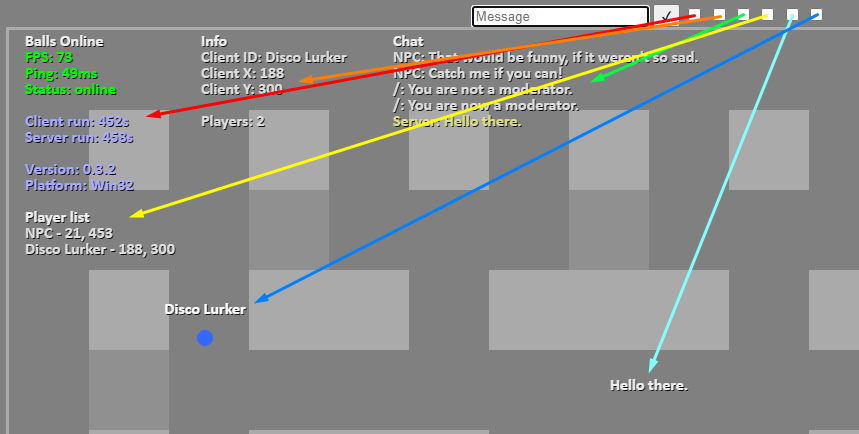 Message
✓
Balls Online
FPS: 73
Ping: 49ms
Status: online
Client run: 452s
Server run: 458s
Version: 0.3.2
Platform: Win32
Player list
NPC - 21, 453
Disco Lurker - 188, 300
Info
Client ID: Disco Lurker
Client X: 188
Client Y: 300
Players: 2
Chat
NPC: That would be funny, if it weren't so sad.
NPC: Catch me if you can!
/: You are not a moderator.
/: You are now a moderator.
Server: Hello there.
Disco Lurker
Hello there.